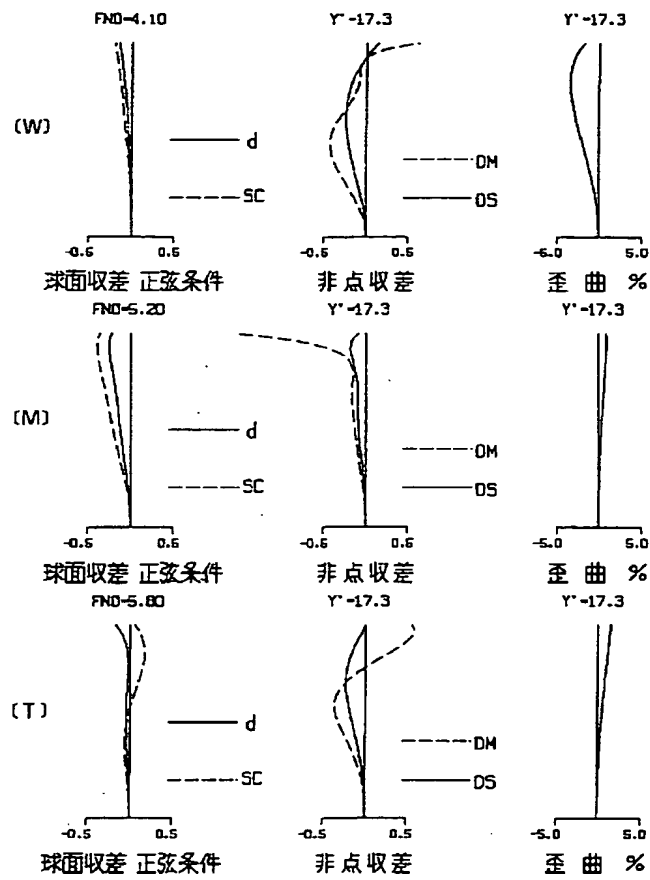 FNO-4.10 Y'-17.3 Y'-17.3
(W)
d
SC
DM
DS
-0.5 0.5 0.5 -5.0 5.0
球面収差 正弦条件 非点収差 歪曲 %
FNO-5.20 Y'-17.3 Y'-17.3
(M)
d
SC
DM
DS
-0.5 0.5 -0.5 0.5 -5.0 5.0
球面収差 正弦条件 非点収差 歪曲 %
FNO-5.80 Y'-17.3 Y'-17.3
(T)
d
SC
DM
DS
-0.5 0.5 -0.5 0.5 -5.0 5.0
球面収差 正弦条件 非点収差 歪曲 %